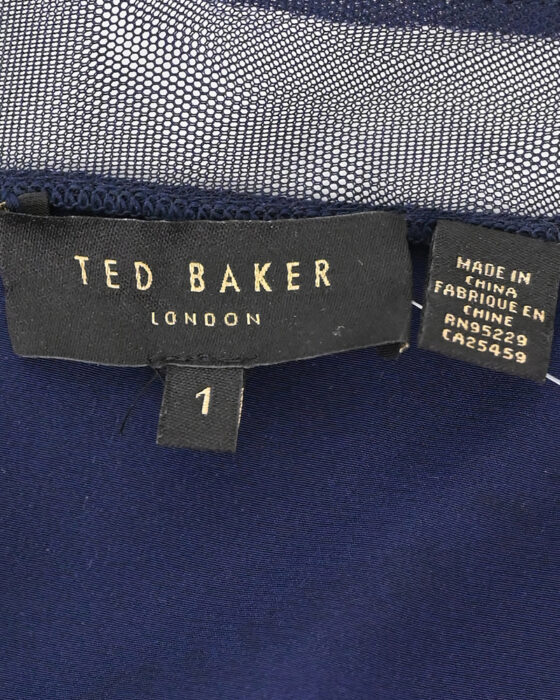 TED BAKER
LONDON
1
MADE IN
CHINA
FABRIQUE EN
CHINE
RN95229
CA25459